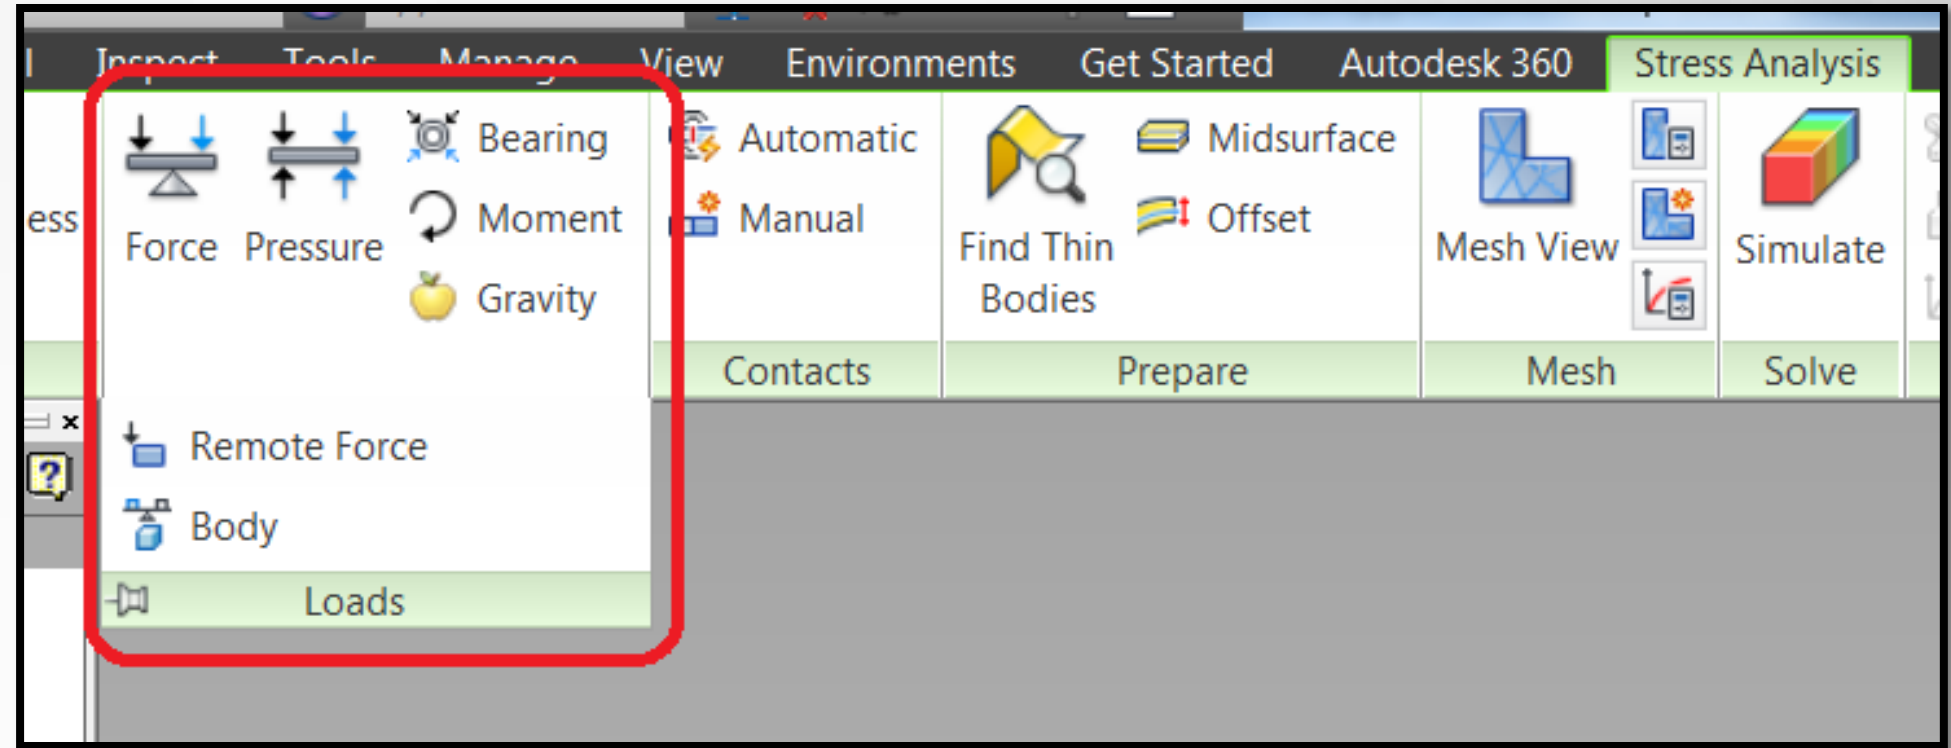 Inspect Tools Manage View Environments Get Started Autodesk 360 Stress Analysis
ess
Force
Pressure
Bearing
Moment
Gravity
Remote Force
Body
Loads
Automatic
Manual
Contacts
Find Thin
Bodies
Midsurface
Offset
Prepare
Mesh View
Mesh
Simulate
Solve